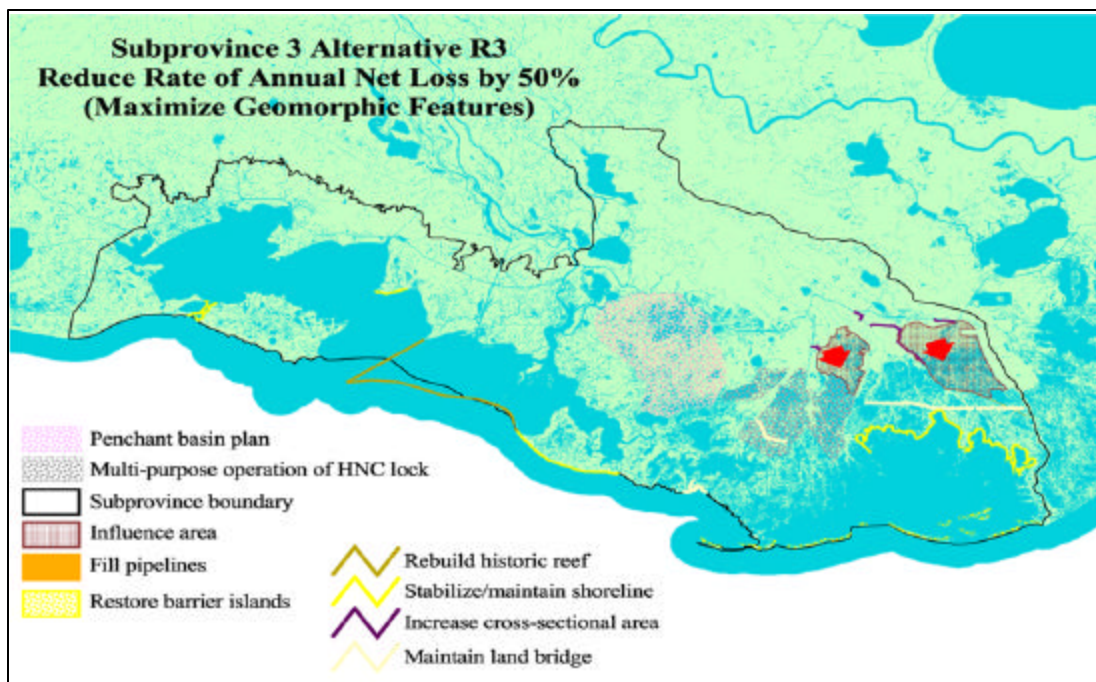 Subprovince 3 Alternative R3
Reduce Rate of Annual Net Loss by 50%
(Maximize Geomorphic Features)
Penchant basin plan
Multi-purpose operation of HNC lock
Subprovince boundary
Influence area
Fill pipelines
Restore barrier islands
Rebuild historic reef
Stabilize/maintain shoreline
Increase cross-sectional area
Maintain land bridge